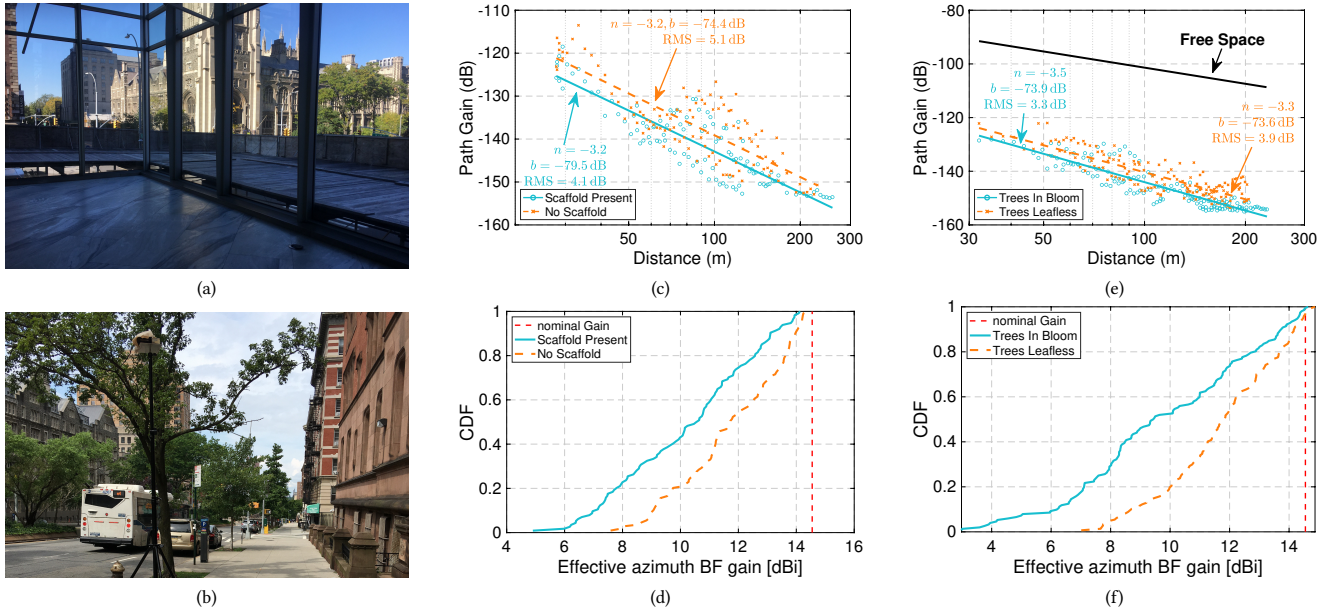 (a)
(b)
-110
-120
-130
-140
-150
-160
Path Gain (dB)
n = −3.2, b = −74.4 dB
RMS = 5.1 dB
n = −3.2
b = −79.5 dB
RMS = 4.1 dB
Scaffold Present
No Scaffold
50 100 200 300
Distance (m)
(c)
1
0.8
0.6
0.4
0.2
0
CDF
nominal Gain
Scaffold Present
No Scaffold
4 6 8 10 12 14 16
Effective azimuth BF gain [dBi]
(d)
-80
-100
-120
-140
-160
Path Gain (dB)
Free Space
n = −3.5
b = −73.9 dB
RMS 3.3 dB
n = −3.3
b = −73.6 dB
RMS 3.9 dB
Trees In Bloom
Trees Leafless
30 50 100 200 300
Distance (m)
(e)
1
0.8
0.6
0.4
0.2
0
CDF
nominal Gain
Trees In Bloom
Trees Leafless
4 6 8 10 12 14
Effective azimuth BF gain [dBi]
(f)